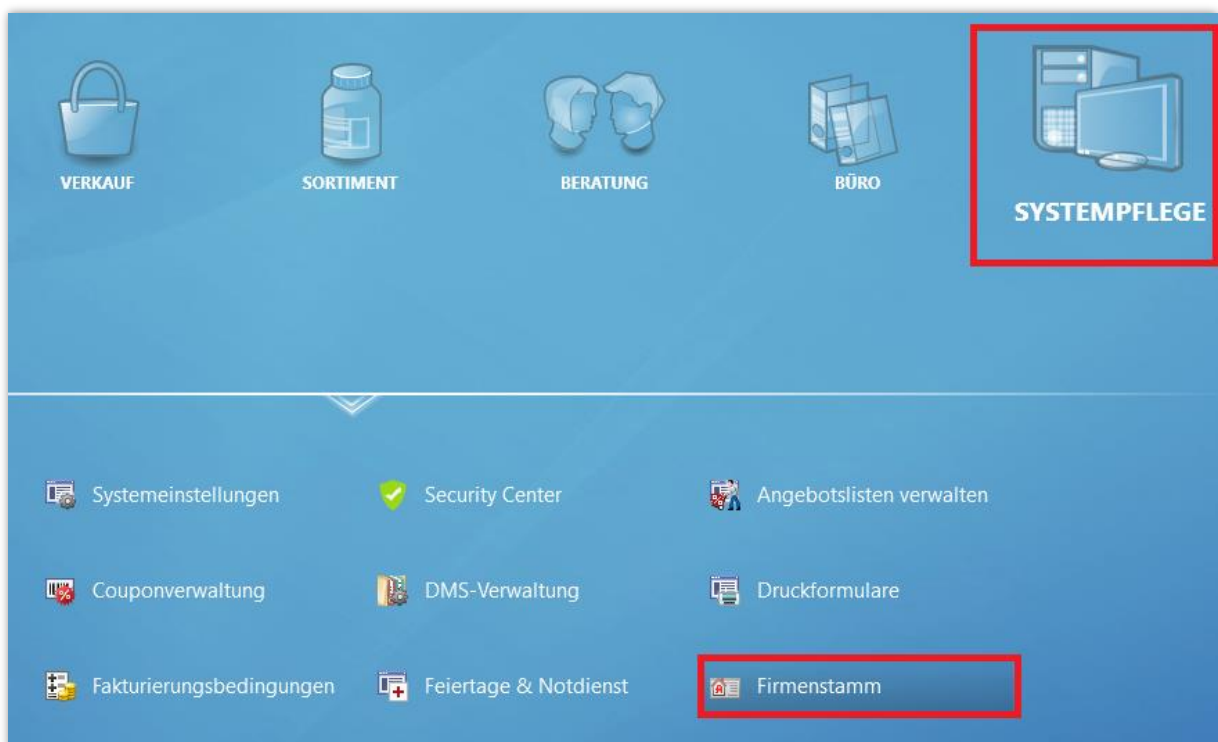 VERKAUF
SORTIMENT
BERATUNG
BÜRO
SYSTEMPFLEGE
Systemeinstellungen
Security Center
Angebotslisten verwalten
Couponverwaltung
DMS-Verwaltung
Druckformulare
Fakturierungsbedingungen
Feiertage & Notdienst
Firmenstamm